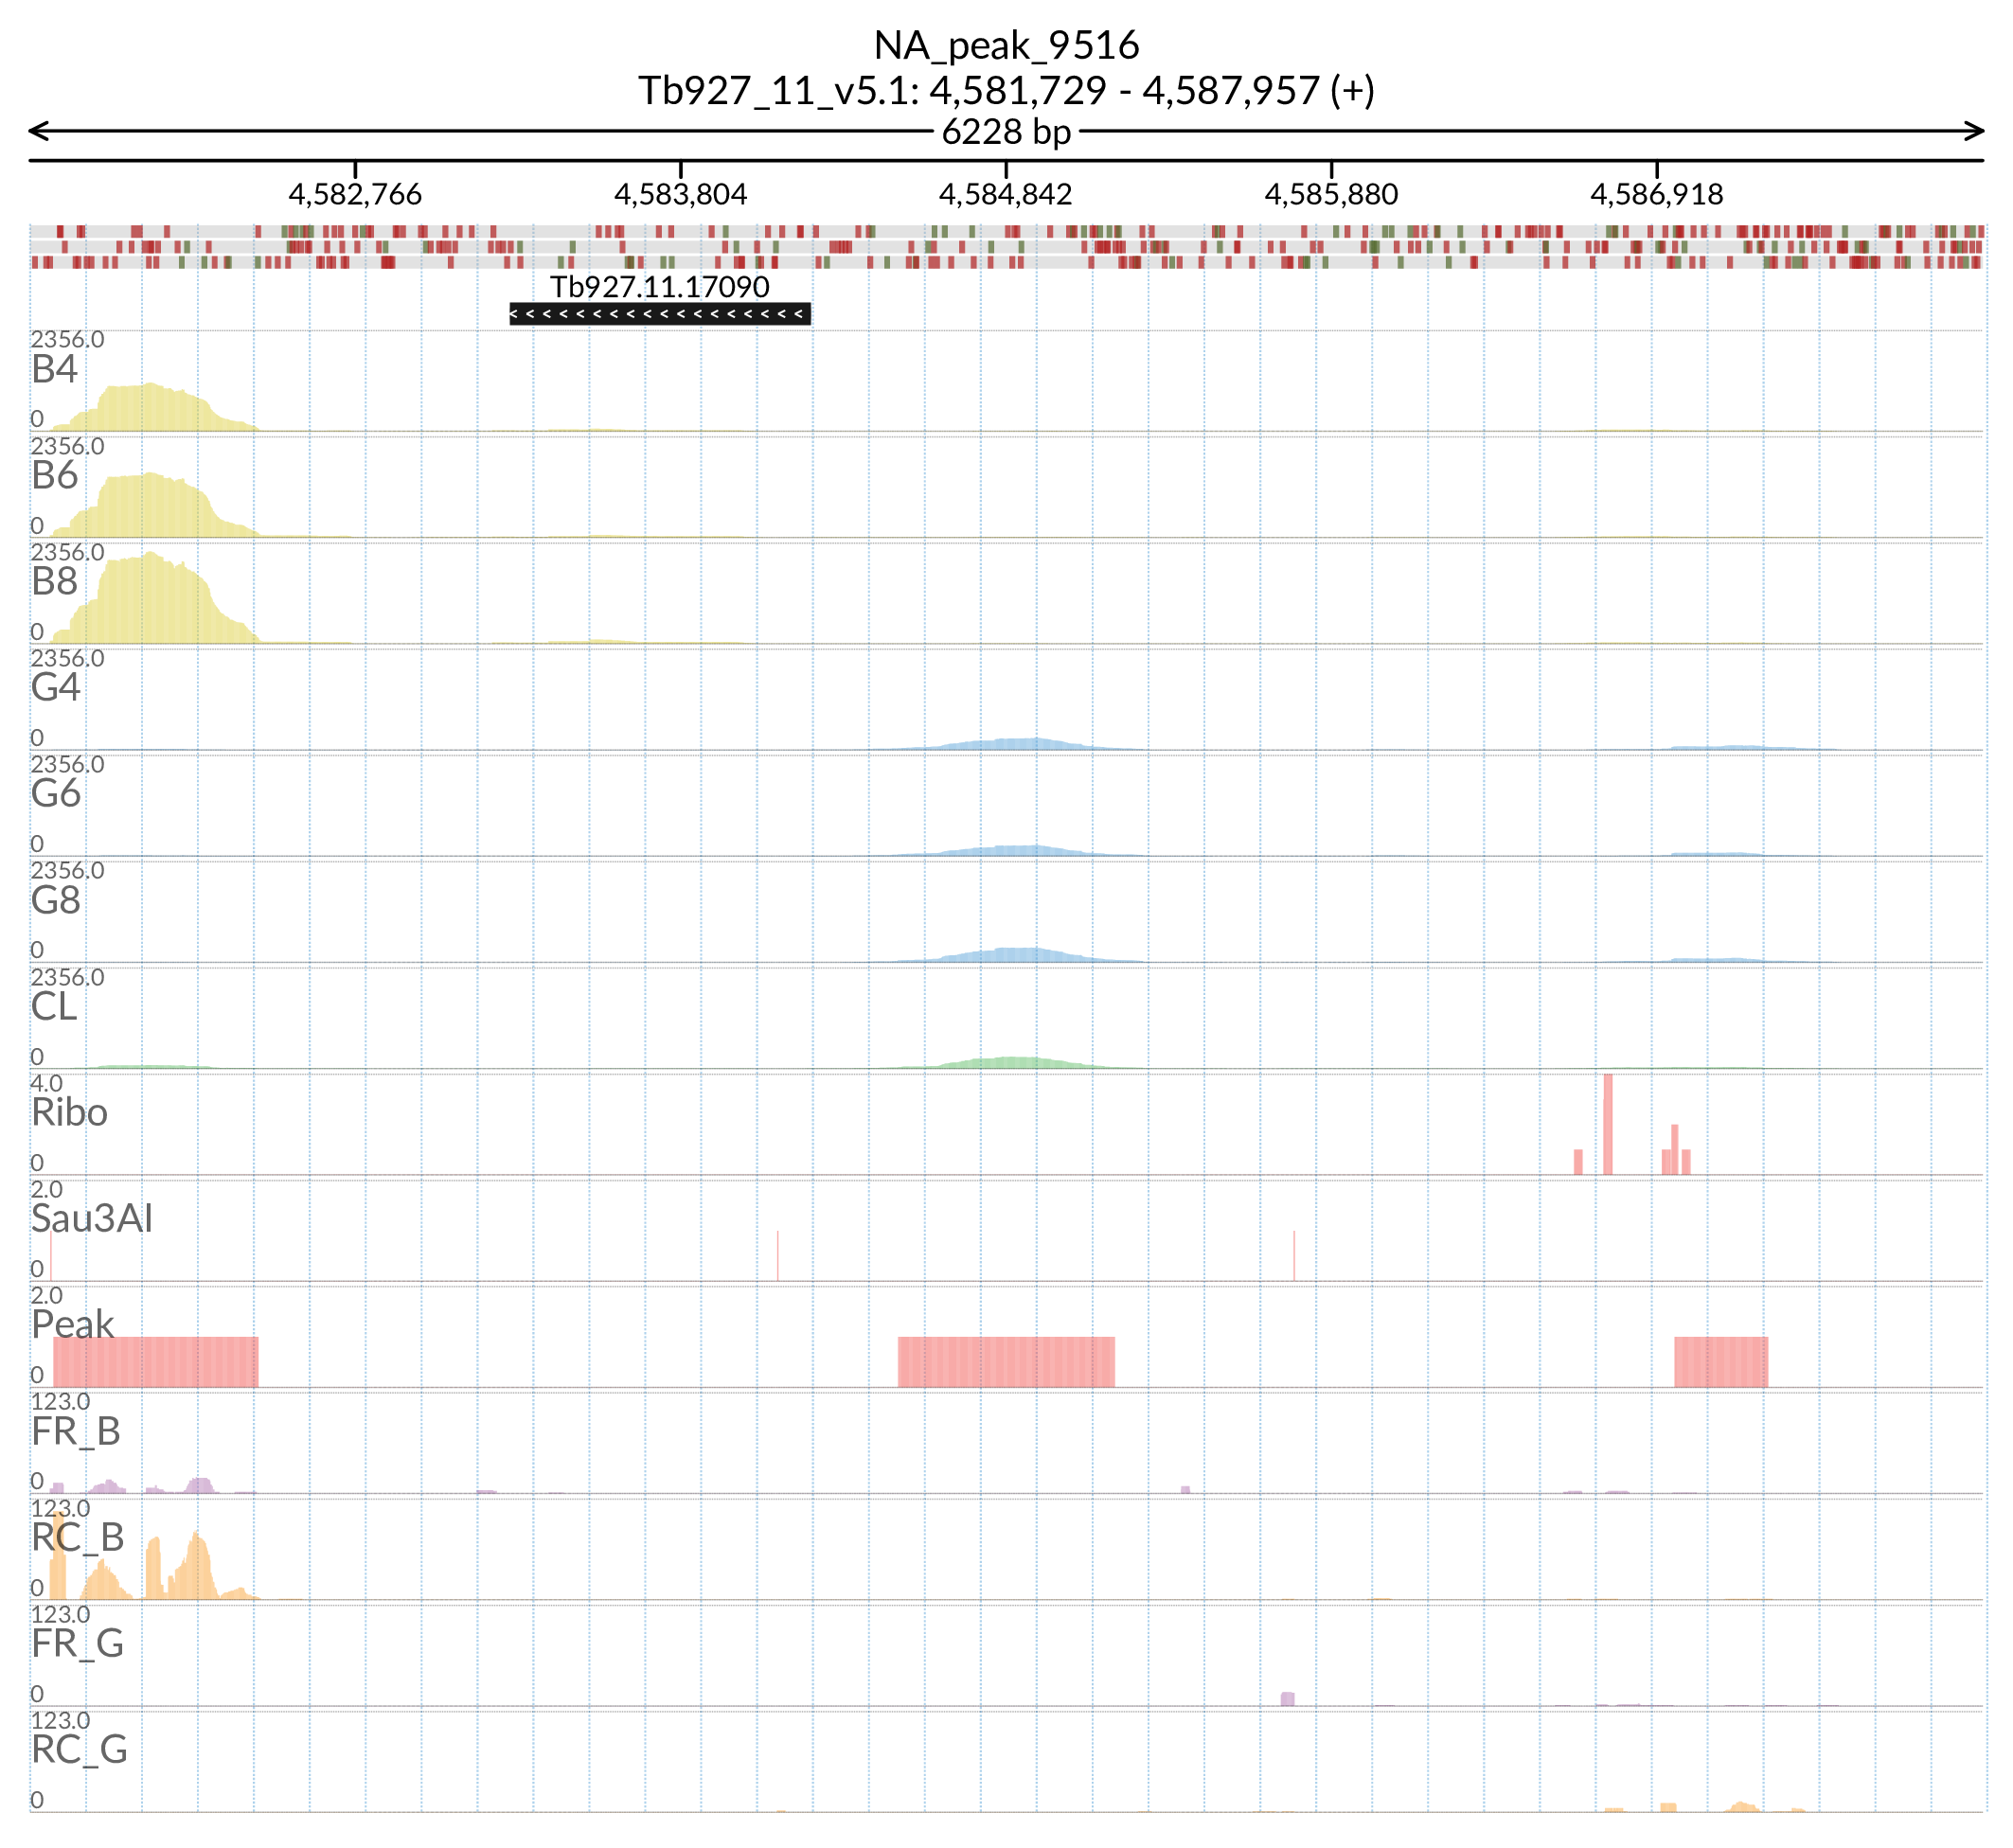 NA_peak_9516
Tb927_11_v5.1: 4,581,729 - 4,587,957 (+)
6228 bp
4,582,766 4,583,804 4,584,842 4,585,880 4,586,918
Tb927.11.17090
2356.0
B4
0
2356.0
B6
0
2356.0
B8
0
2356.0
G4
0
2356.0
G6
0
2356.0
G8
0
2356.0
CL
0
4.0
Ribo
0
2.0
Sau3AI
0
2.0
Peak
0
123.0
FR_B
0
123.0
RC_B
0
123.0
FR_G
0
123.0
RC_G
0